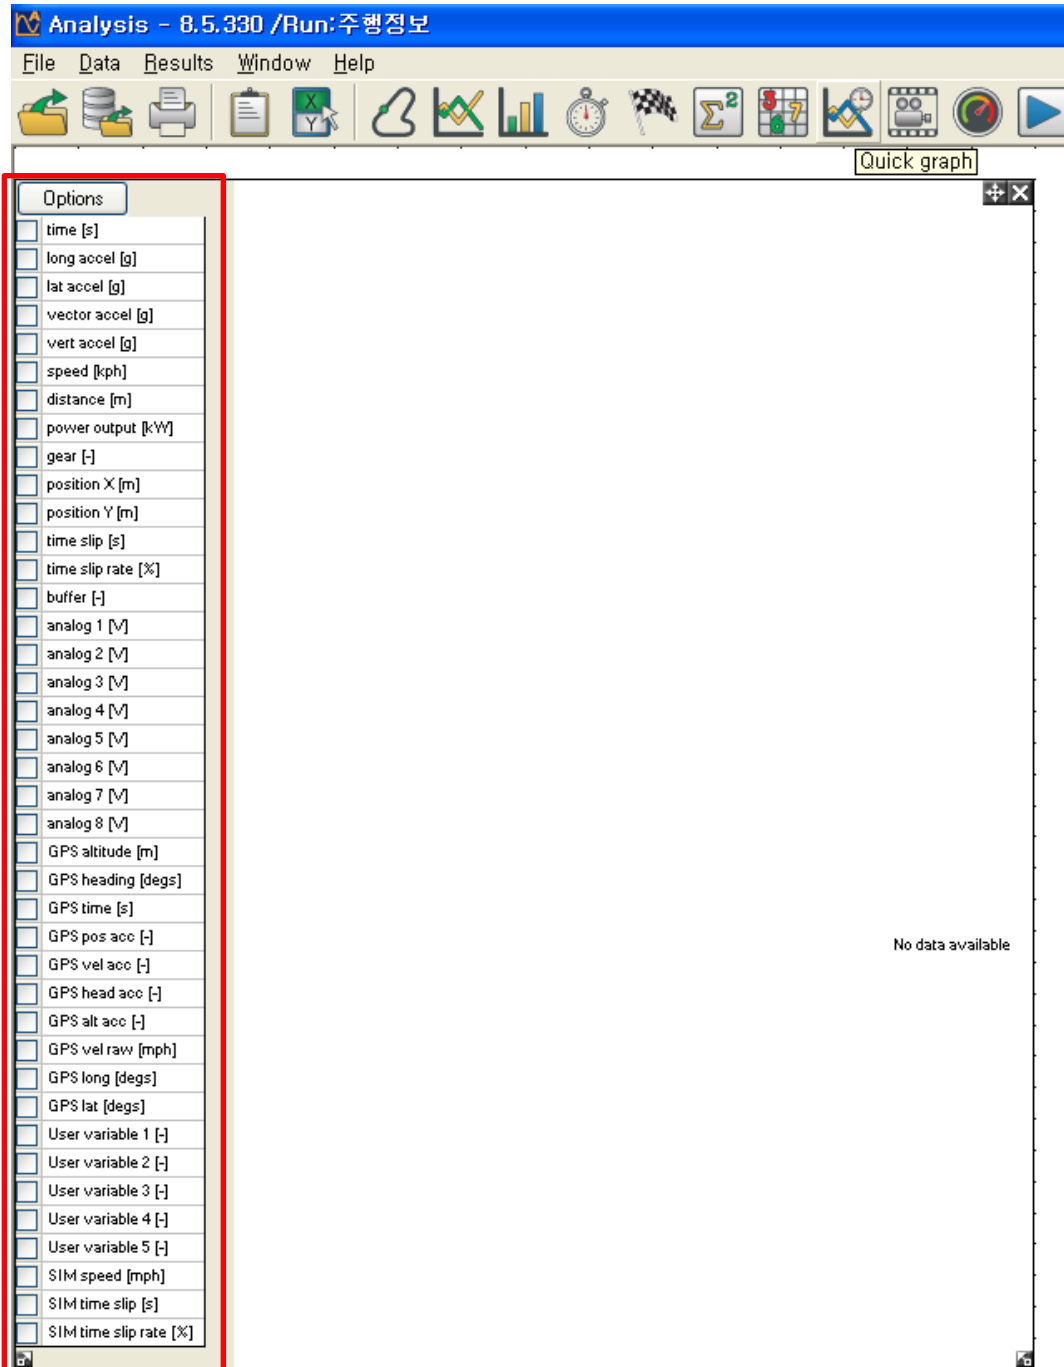 Analysis - 8.5.330 /Run:주행정보
File Data Results Window Help
X
Y
Σ²
Quick graph
Options
time [s]
long accel [g]
lat accel [g]
vector accel [g]
vert accel [g]
speed [kph]
distance [m]
power output [kW]
gear [-]
position X [m]
position Y [m]
time slip [s]
time slip rate [%]
buffer [-]
analog 1 [V]
analog 2 [V]
analog 3 [V]
analog 4 [V]
analog 5 [V]
analog 6 [V]
analog 7 [V]
analog 8 [V]
GPS altitude [m]
GPS heading [degs]
GPS time [s]
GPS pos acc [-]
GPS vel acc [-]
No data available
GPS head acc [-]
GPS alt acc [-]
GPS vel raw [mph]
GPS long [degs]
GPS lat [degs]
User variable 1 [-]
User variable 2 [-]
User variable 3 [-]
User variable 4 [-]
User variable 5 [-]
SIM speed [mph]
SIM time slip [s]
SIM time slip rate [%]